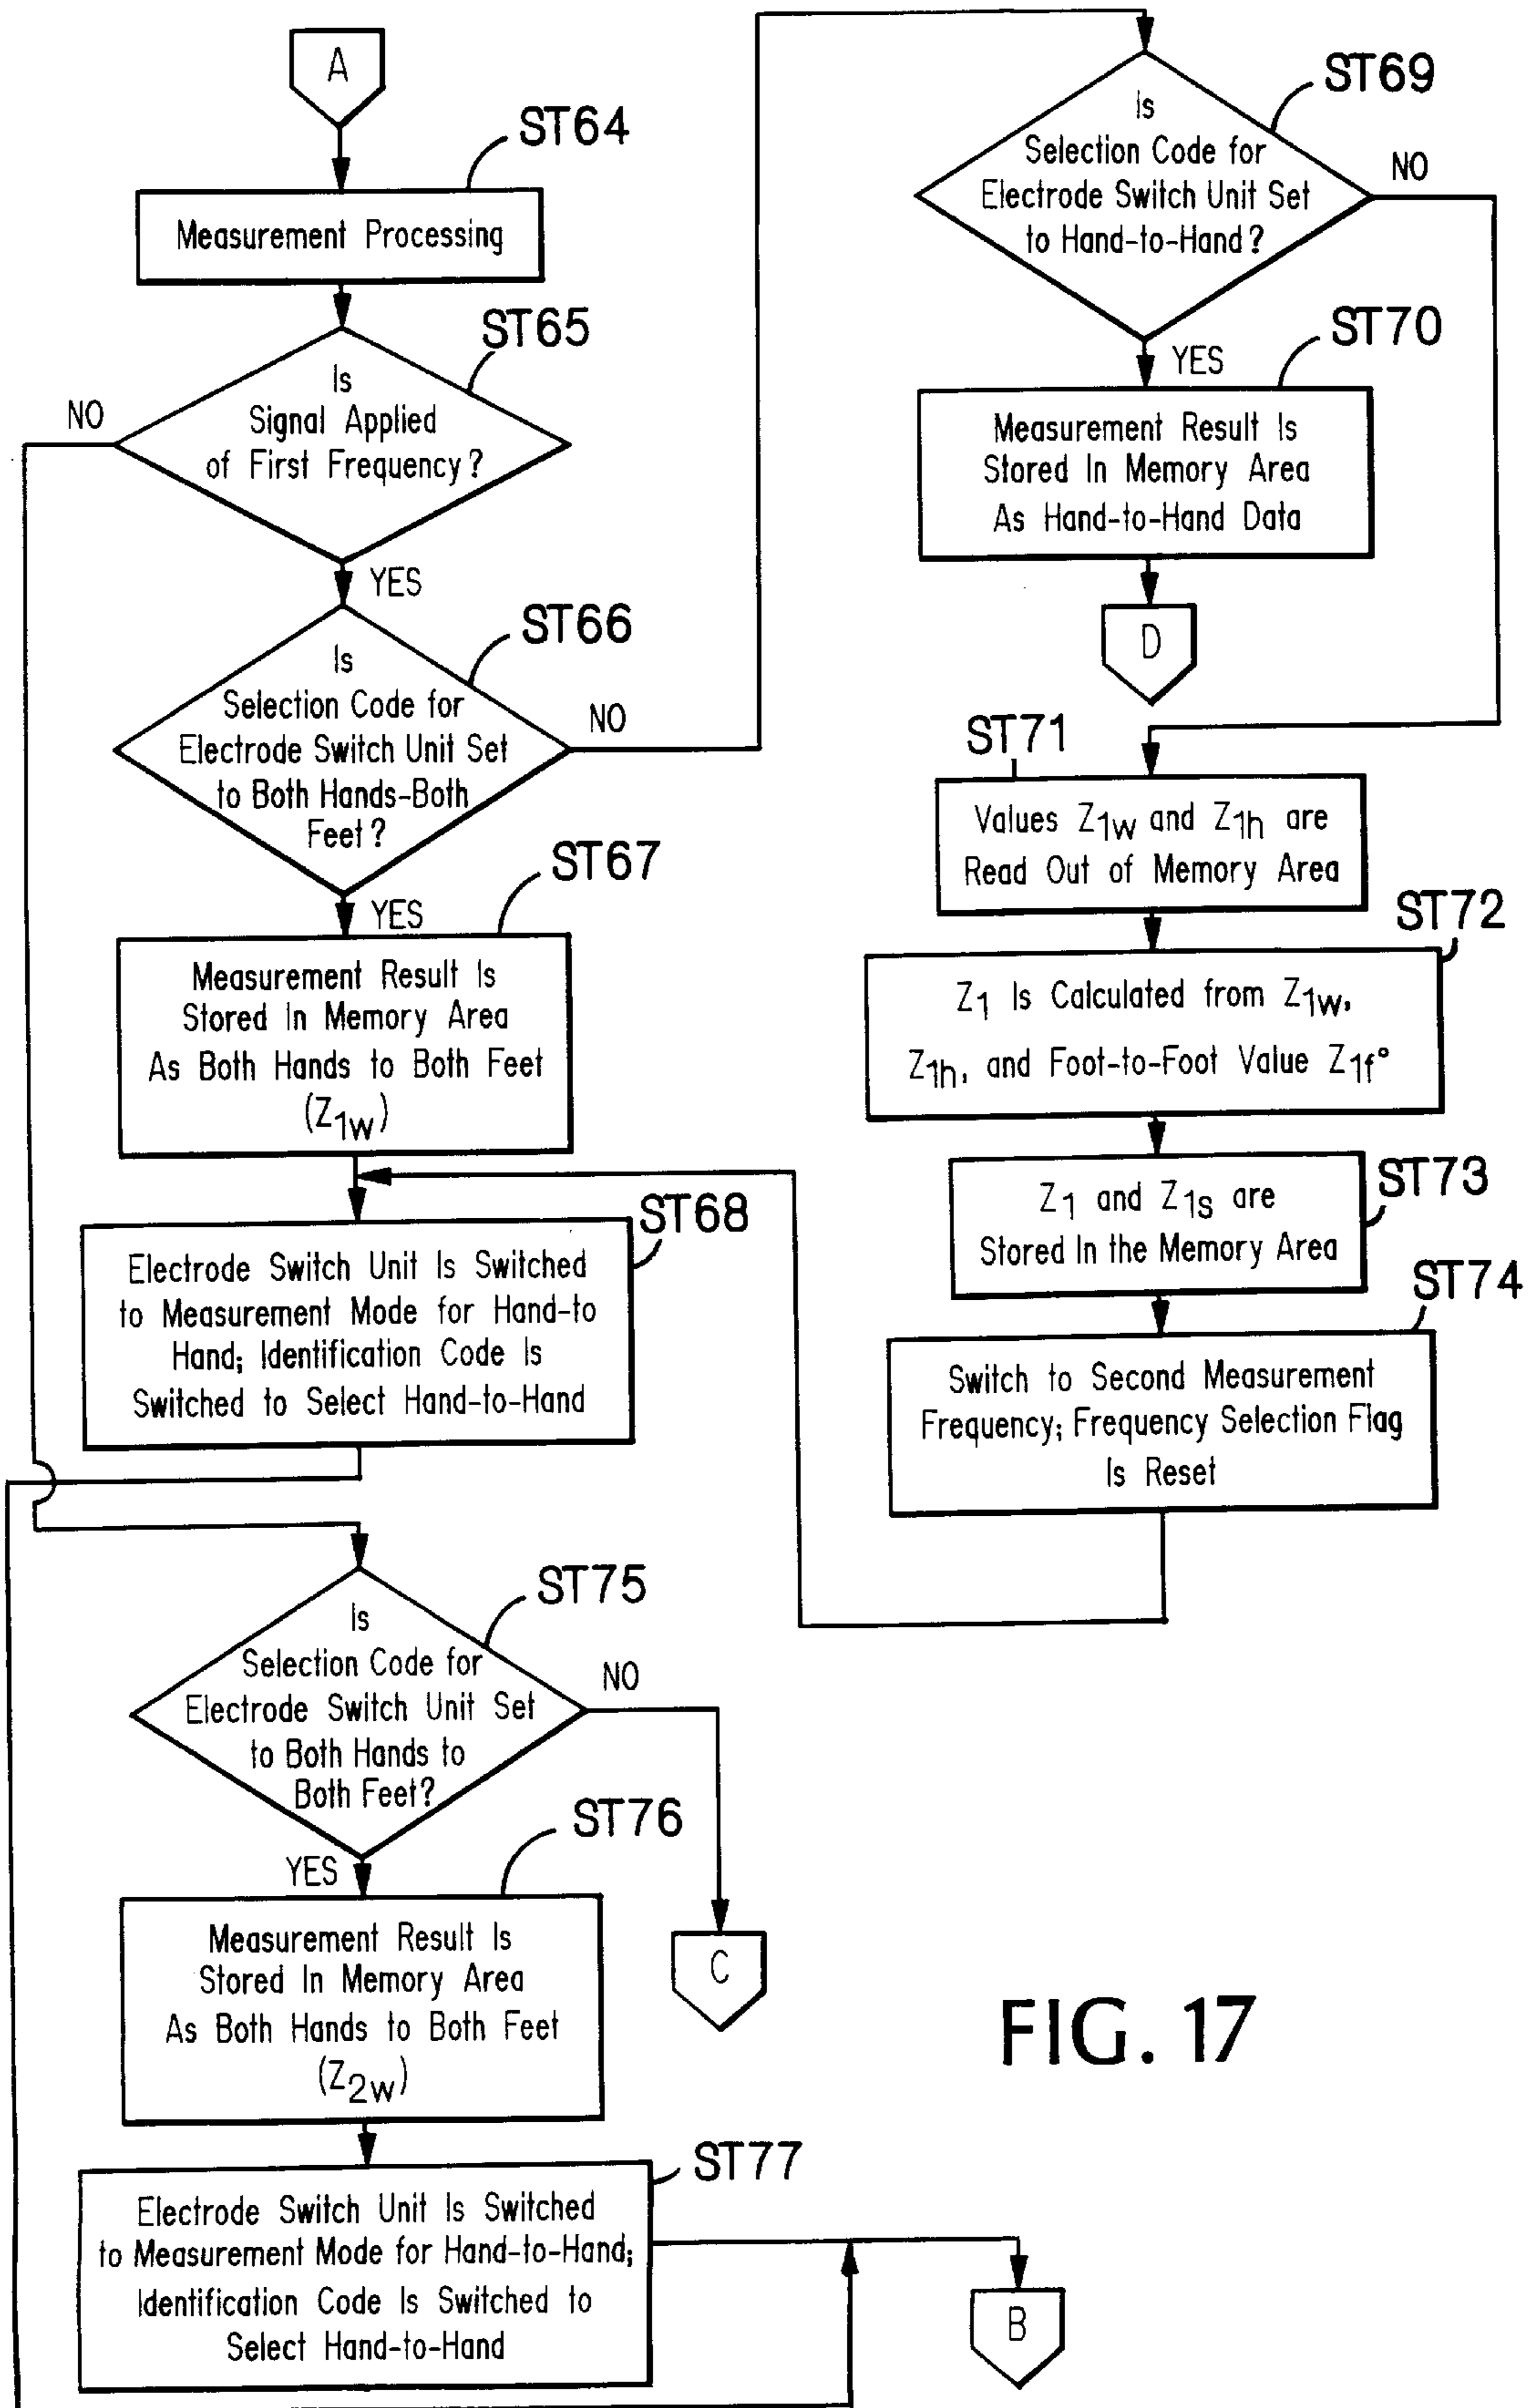 A
ST64
Measurement Processing
ST65
Is
Signal Applied
of First Frequency?
NO
YES
ST66
Is
Selection Code for
Electrode Switch Unit Set
to Both Hands-Both
Feet?
NO
YES
ST67
Measurement Result Is
Stored In Memory Area
As Both Hands to Both Feet
(Z1w)
ST68
Electrode Switch Unit Is Switched
to Measurement Mode for Hand-to
Hand; Identification Code Is
Switched to Select Hand-to-Hand
ST69
Is
Selection Code for
Electrode Switch Unit Set
to Hand-to-Hand?
NO
YES
ST70
Measurement Result Is
Stored In Memory Area
As Hand-to-Hand Data
D
ST71
Values Z1w and Z1h are
Read Out of Memory Area
ST72
Z1 Is Calculated from Z1w,
Z1h, and Foot-to-Foot Value Z1f°
ST73
Z1 and Z1s are
Stored In the Memory Area
ST74
Switch to Second Measurement
Frequency; Frequency Selection Flag
Is Reset
ST75
Is
Selection Code for
Electrode Switch Unit Set
to Both Hands to
Both Feet?
NO
YES
C
ST76
Measurement Result Is
Stored In Memory Area
As Both Hands to Both Feet
(Z2w)
ST77
Electrode Switch Unit Is Switched
to Measurement Mode for Hand-to-Hand;
Identification Code Is Switched to
Select Hand-to-Hand
B
FIG. 17